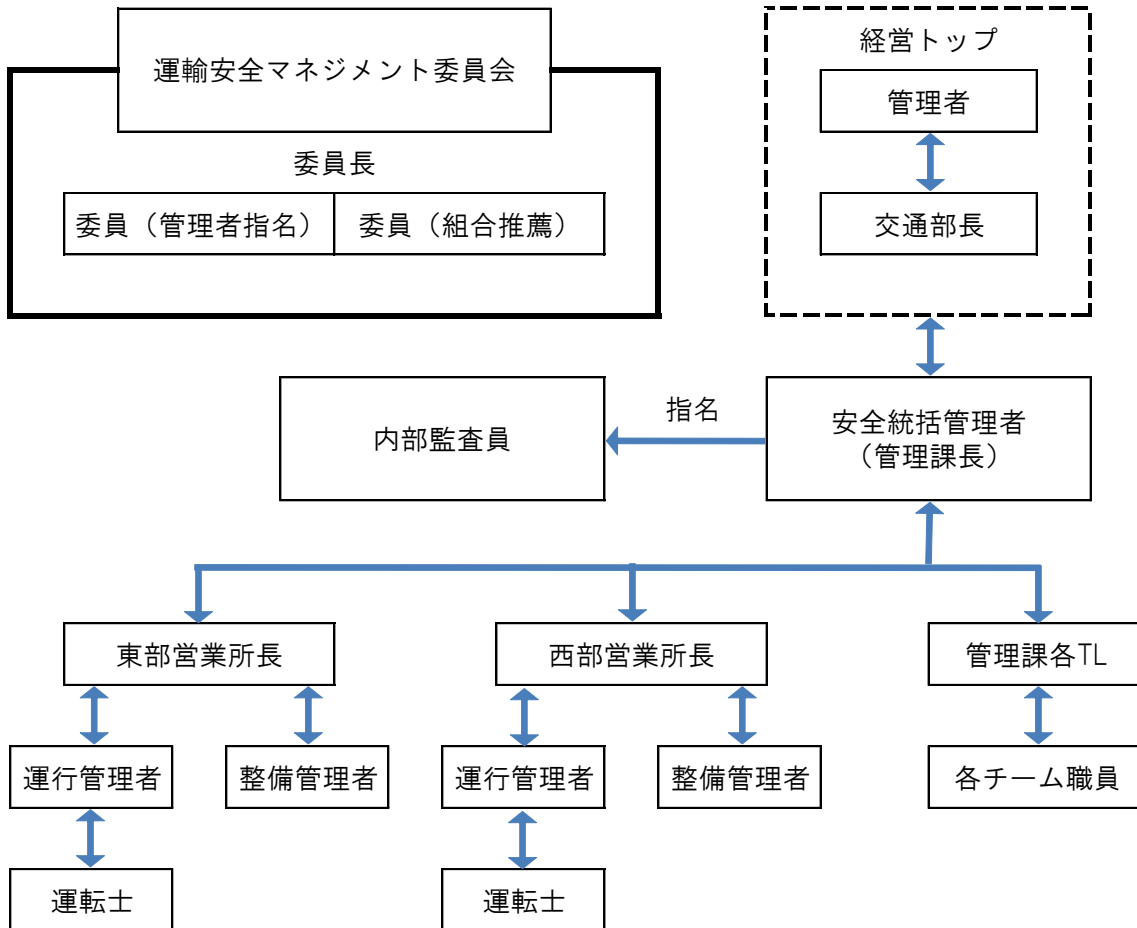 運輸安全マネジメント委員会
委員長
委員（管理者指名）
委員（組合推薦）
経営トップ
管理者
交通部長
内部監査員
指名
安全統括管理者
（管理課長）
東部営業所長
西部営業所長
管理課各TL
運行管理者
整備管理者
運行管理者
整備管理者
各チーム職員
運転士
運転士